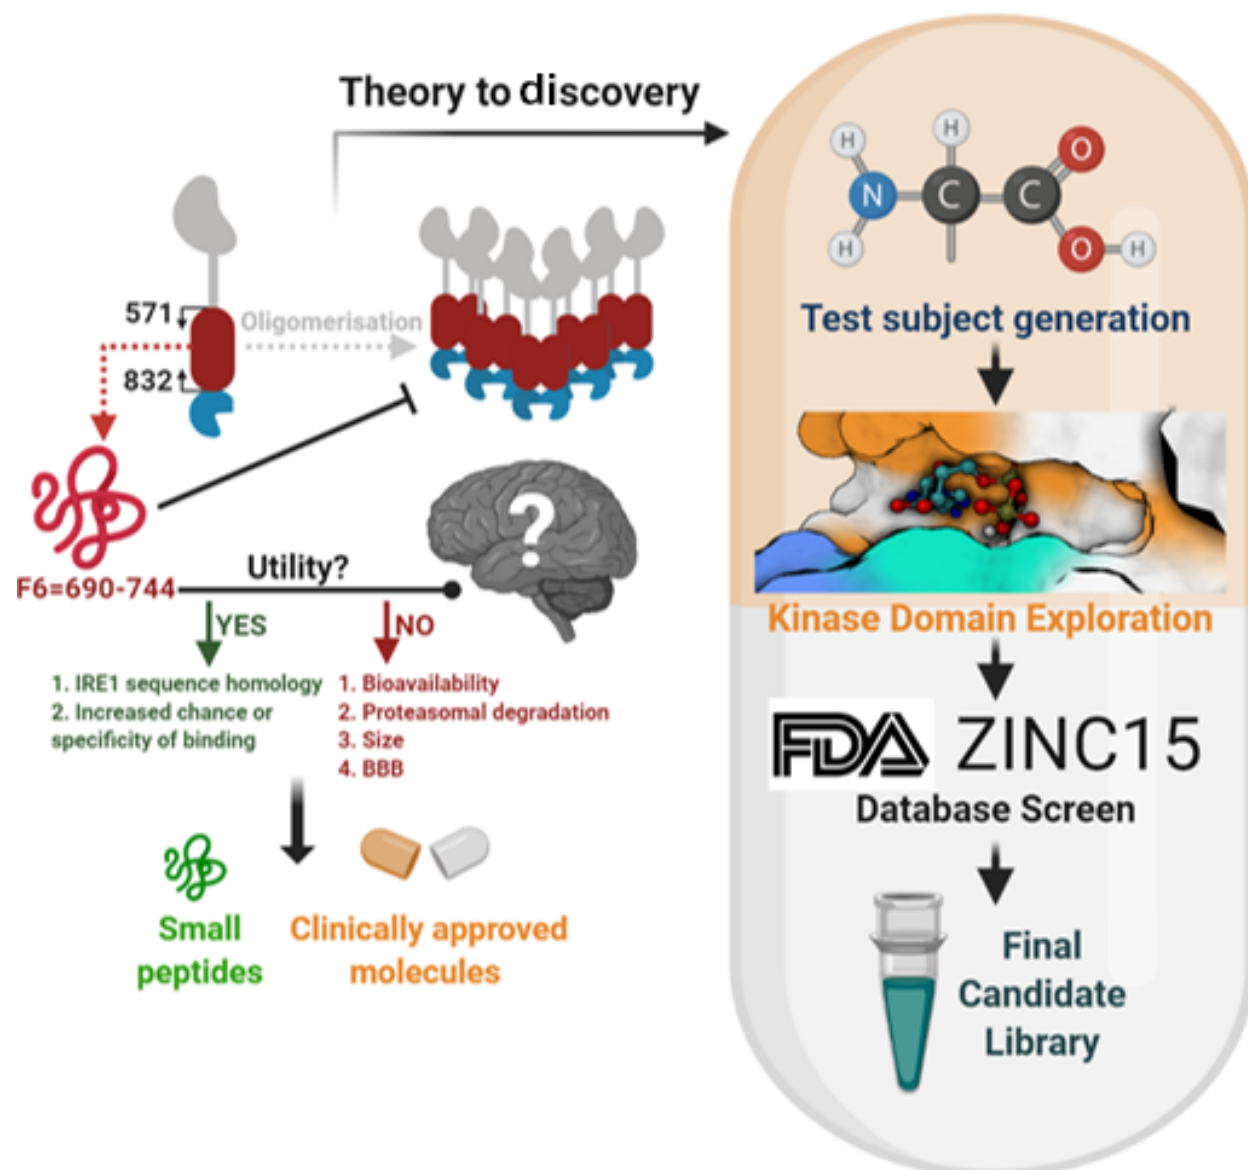 Theory to discovery
571
832
Oligomerisation
F6=690-744
Utility?
?
YES
NO
1. IRE1 sequence homology
2. Increased chance or
specificity of binding
1. Bioavailability
2. Proteasomal degradation
3. Size
4. BBB
Small
peptides
Clinically approved
molecules
H
H
O
N
C
C
H
O
H
Test subject generation
Kinase Domain Exploration
FDA ZINC15
Database Screen
Final
Candidate
Library